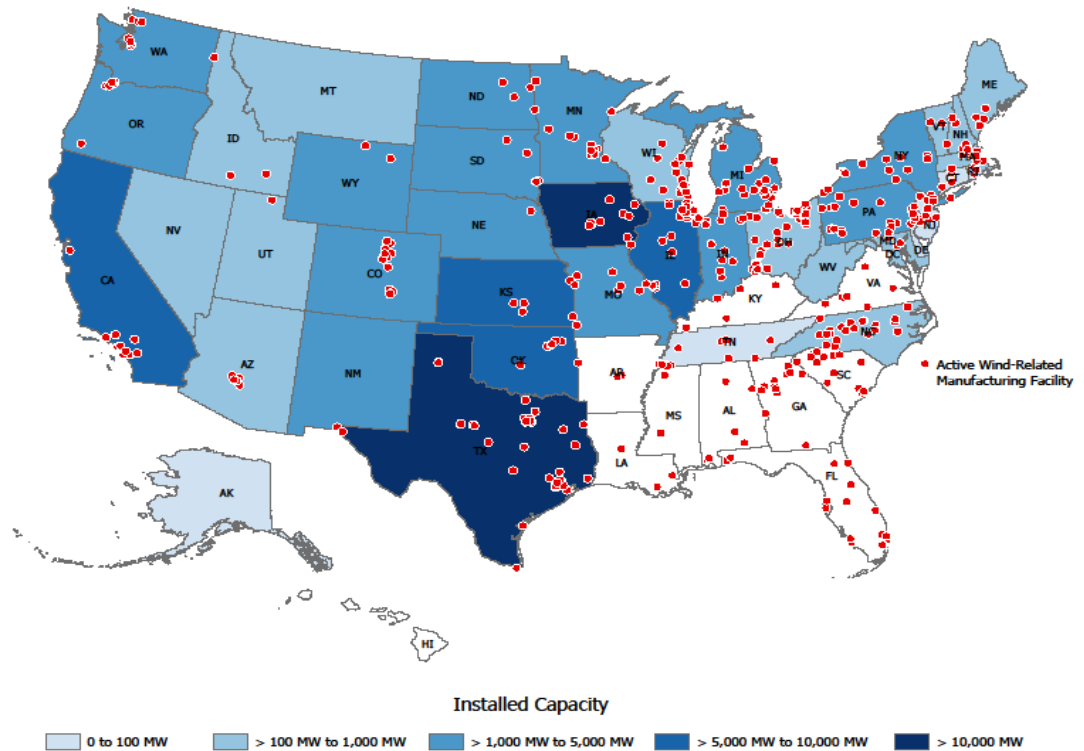 WA
MT
ND
MN
ME
VT
NH
OR
ID
SD
WI
NY
MA
CT
RI
WY
MI
IA
PA
NE
NJ
NV
OH
MD
DE
IL
IN
DC
UT
CO
WV
CA
VA
KS
MO
KY
NC
TN
OK
AZ
NM
AR
SC
Active Wind-Related
Manufacturing Facility
MS
AL
GA
TX
LA
FL
AK
HI
Installed Capacity
0 to 100 MW
> 100 MW to 1,000 MW
> 1,000 MW to 5,000 MW
> 5,000 MW to 10,000 MW
> 10,000 MW